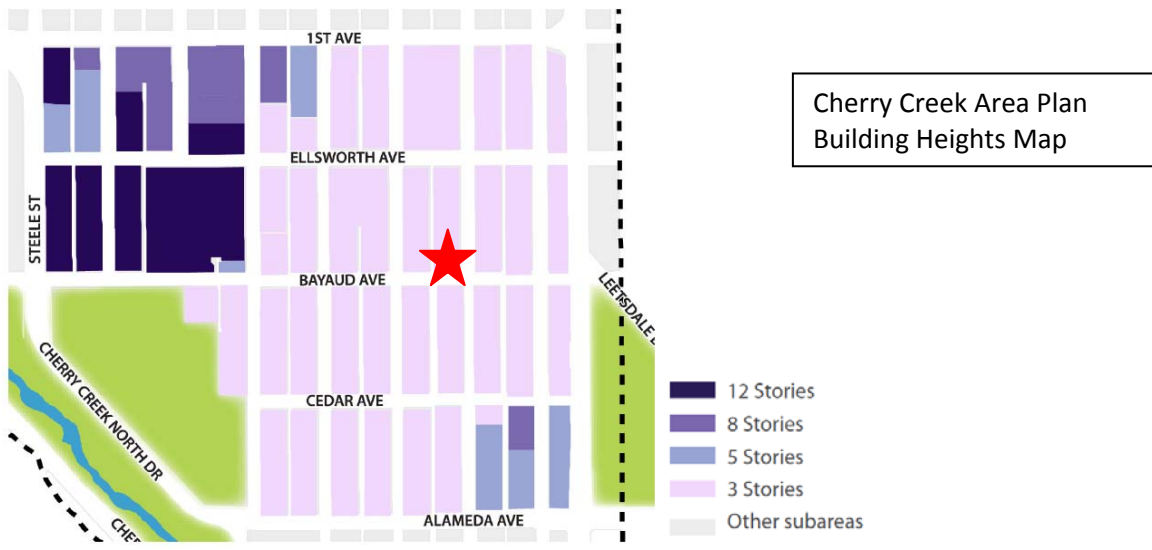 1ST AVE
Cherry Creek Area Plan
Building Heights Map
ELLSWORTH AVE
STEELE ST
BAYAUD AVE
LEETSDALE
CHERRY CREEK NORTH DR
CEDAR AVE
12 Stories
8 Stories
5 Stories
3 Stories
Other subareas
ALAMEDA AVE